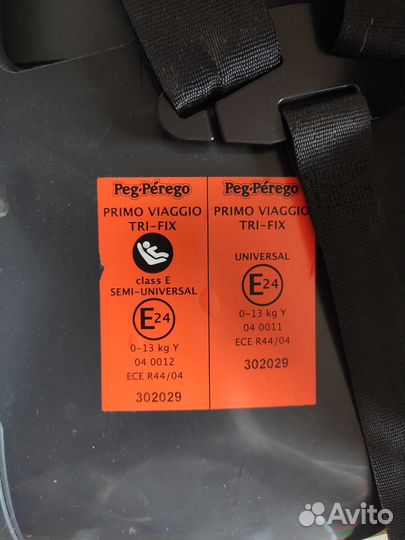 Peg-Pérego
PRIMO VIAGGIO
TRI-FIX
class E
SEMI-UNIVERSAL
E24
0-13 kg Y
04 0012
ECE R44/04
302029
Peg-Pérego
PRIMO VIAGGIO
TRI-FIX
UNIVERSAL
E24
0-13 kg Y
04 0011
ECE R44/04
302029
Avito